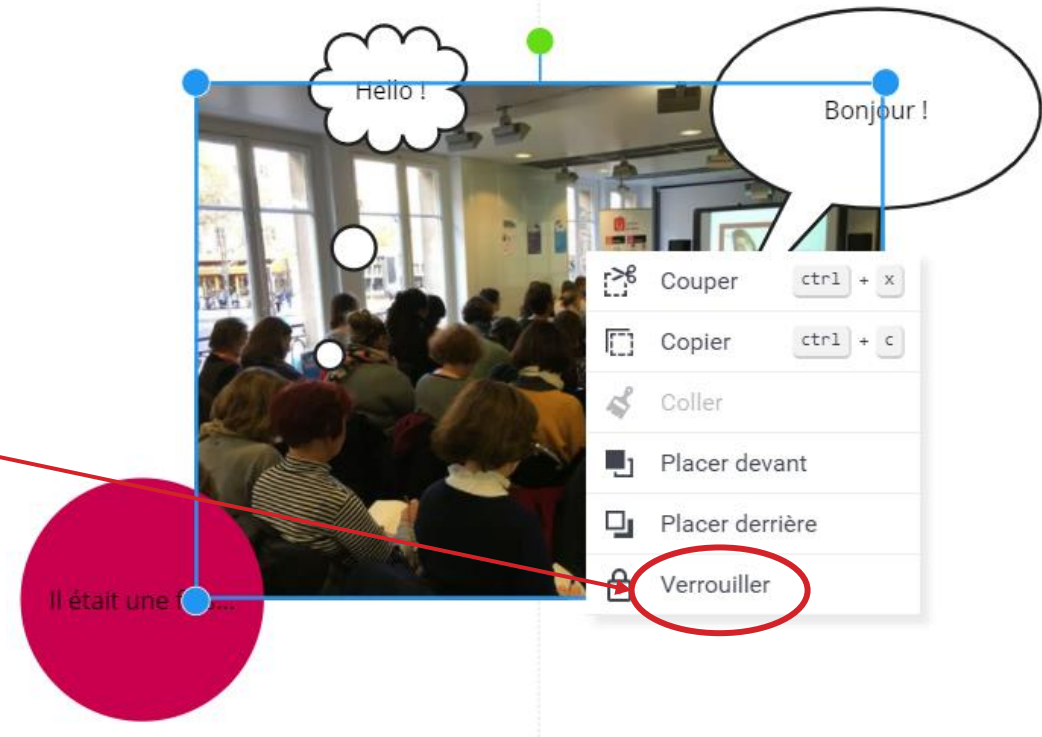 Hello !
Bonjour !
Couper ctrl + x
Copier ctrl + c
Coller
Placer devant
Placer derrière
Verrouiller
Il était une